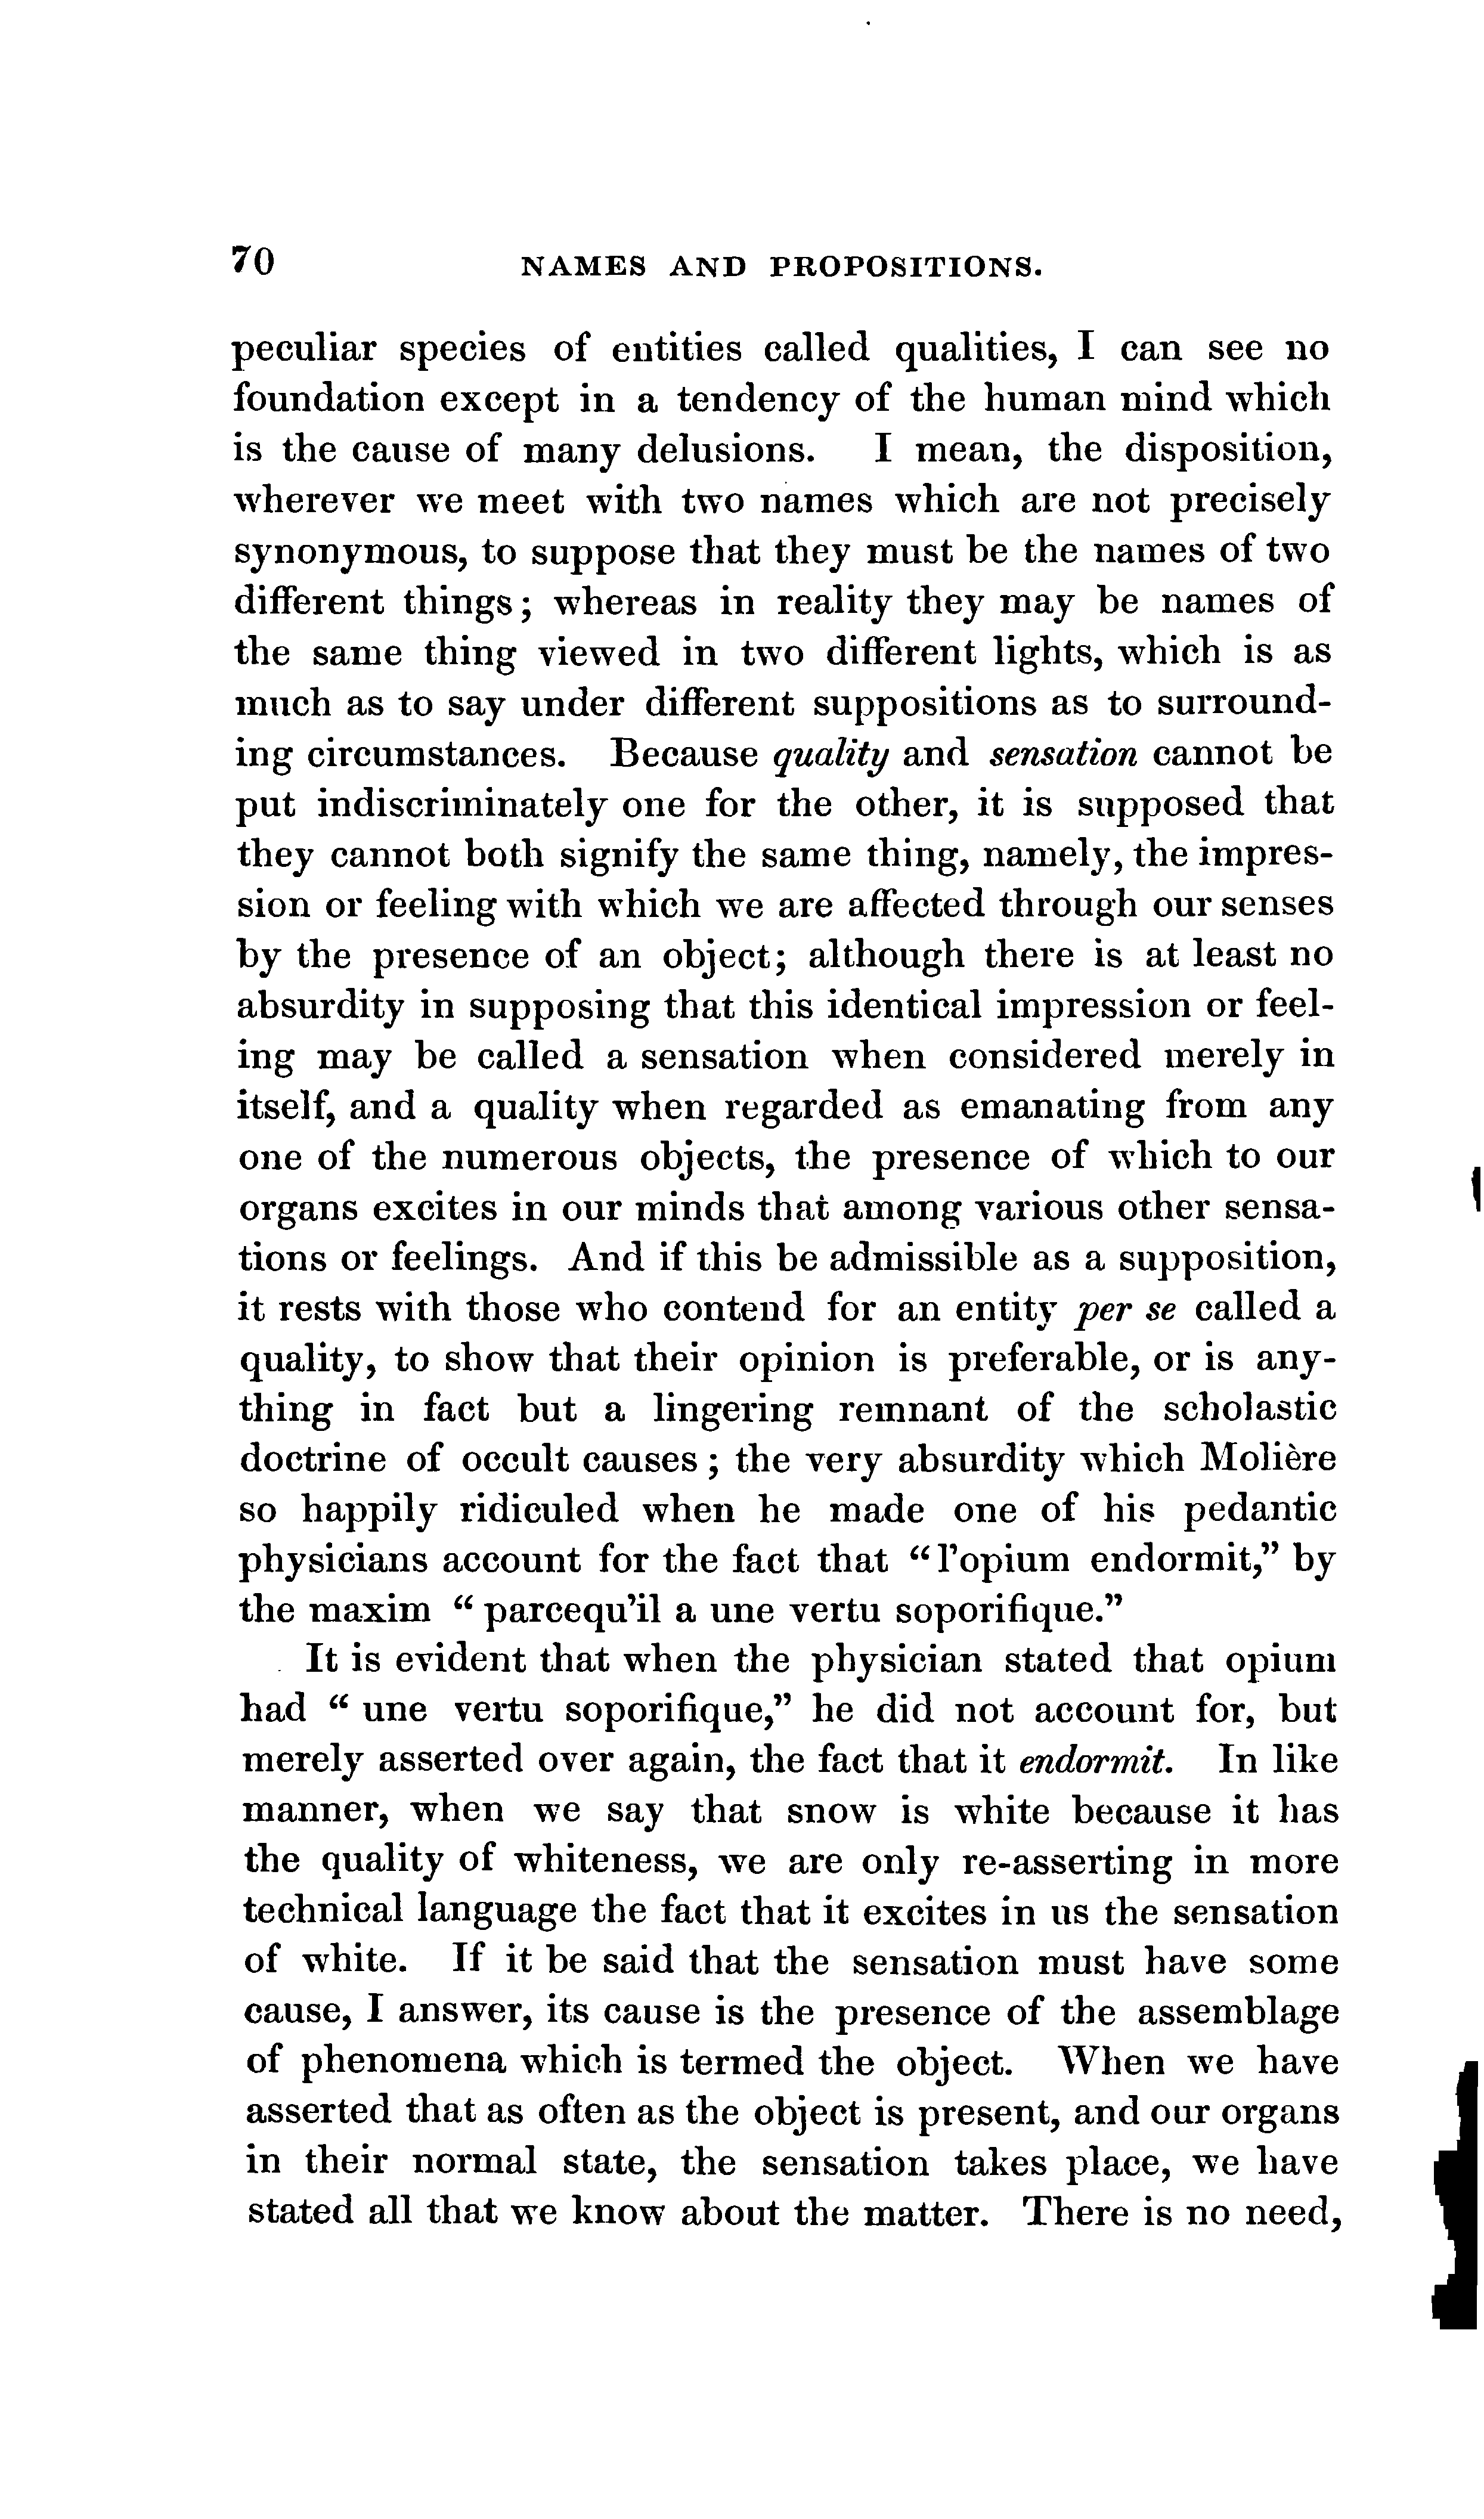 70 NAMES AND PROPOSITIONS.
peculiar species of entities called qualities, I can see no
foundation except in a tendency of the human mind which
is the cause of many delusions. I mean, the disposition,
wherever we meet with two names which are not precisely
synonymous, to suppose that they must be the names of two
different things; whereas in reality they may be names of
the same thing viewed in two different lights, which is as
much as to say under different suppositions as to surround-
ing circumstances. Because quality and sensation cannot be
put indiscriminately one for the other, it is supposed that
they cannot both signify the same thing, namely, the impres-
sion or feeling with which we are affected through our senses
by the presence of an object; although there is at least no
absurdity in supposing that this identical impression or feel-
ing may be called a sensation when considered merely in
itself, and a quality when regarded as emanating from any
one of the numerous objects, the presence of which to our
organs excites in our minds that among various other sensa-
tions or feelings. And if this be admissible as a supposition,
it rests with those who contend for an entity per se called a
quality, to show that their opinion is preferable, or is any-
thing in fact but a lingering remnant of the scholastic
doctrine of occult causes; the very absurdity which Molière
so happily ridiculed when he made one of his pedantic
physicians account for the fact that “l'opium endormit,” by
the maxim “parcequ'il a une vertu soporifique.”
It is evident that when the physician stated that opium
had “une vertu soporifique,” he did not account for, but
merely asserted over again, the fact that it endormit. In like
manner, when we say that snow is white because it has
the quality of whiteness, we are only re-asserting in more
technical language the fact that it excites in us the sensation
of white. If it be said that the sensation must have some
cause, I answer, its cause is the presence of the assemblage
of phenomena which is termed the object. When we have
asserted that as often as the object is present, and our organs
in their normal state, the sensation takes place, we have
stated all that we know about the matter. There is no need,